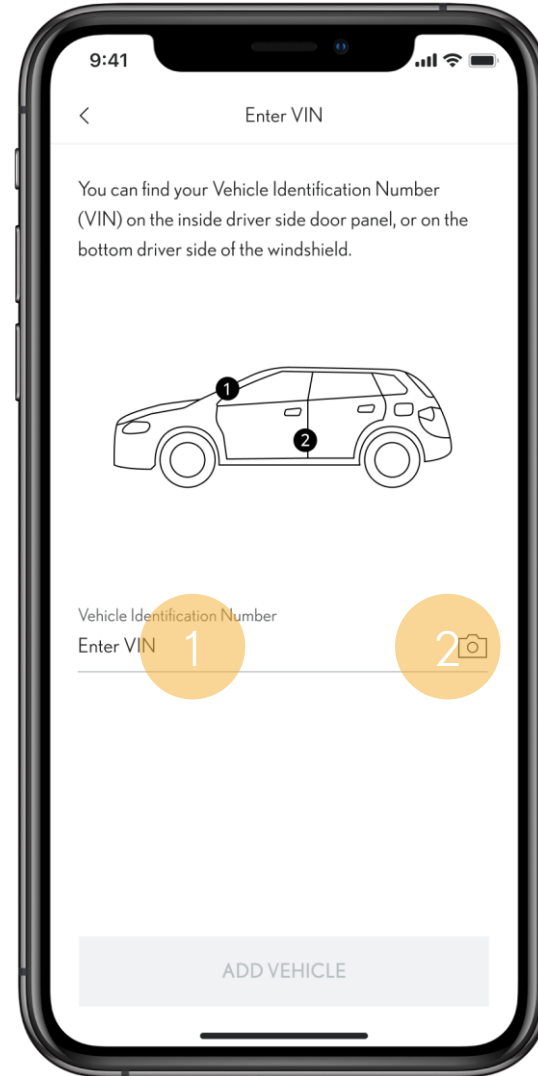 9:41
Enter VIN
You can find your Vehicle Identification Number
(VIN) on the inside driver side door panel, or on the
bottom driver side of the windshield.
1
2
Vehicle Identification Number
Enter VIN
1
2
ADD VEHICLE